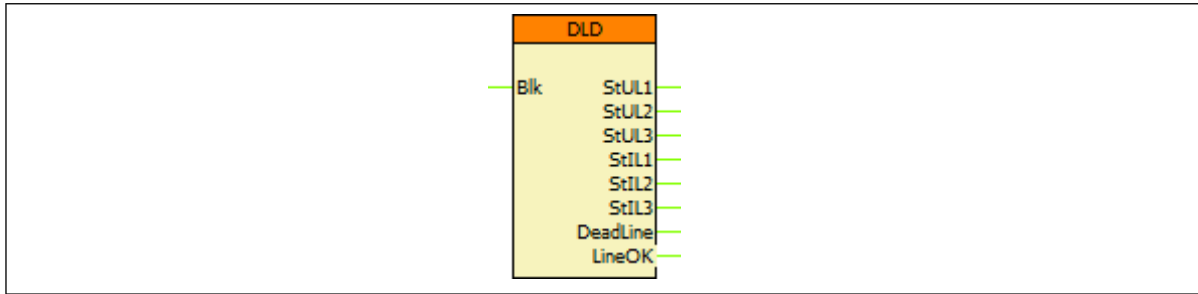 DLD
Blk StUL1
StUL2
StUL3
StIL1
StIL2
StIL3
DeadLine
LineOK